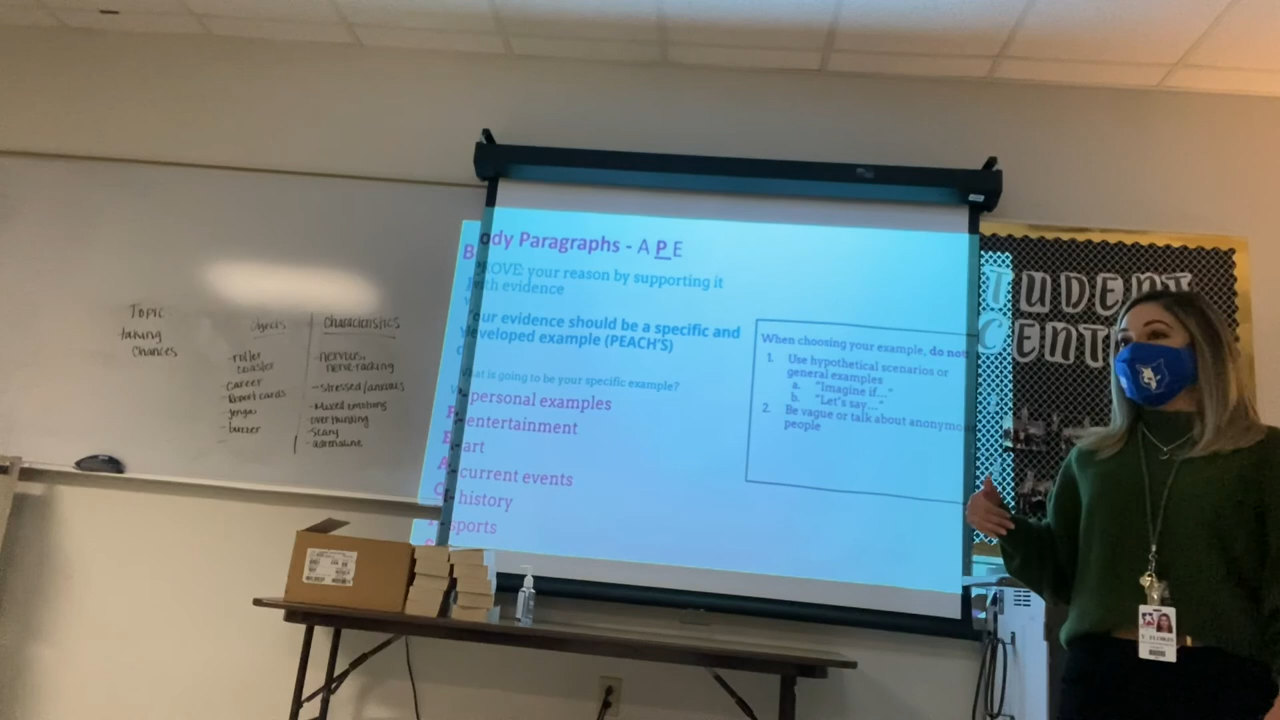 Topic
taking
Chances
Objects
Characteristics
-roller
coaster
-Career
-Report cards
-jenga
-buzzer
-nervous,
nerve-racking
-stressed/anxious
-Mixed emotions
-overthinking
-Scary
-adrenaline
Body Paragraphs - A P E
PROVE: your reason by supporting it
with evidence
Your evidence should be a specific and
developed example (PEACH'S)
What is going to be your specific example?
P- personal examples
E- entertainment
A- art
C- current events
H- history
S- sports
When choosing your example, do not
1. Use hypothetical scenarios or
general examples
a. "Imagine if..."
b. "Let's say..."
2. Be vague or talk about anonymo
people
STUDENT
CENT